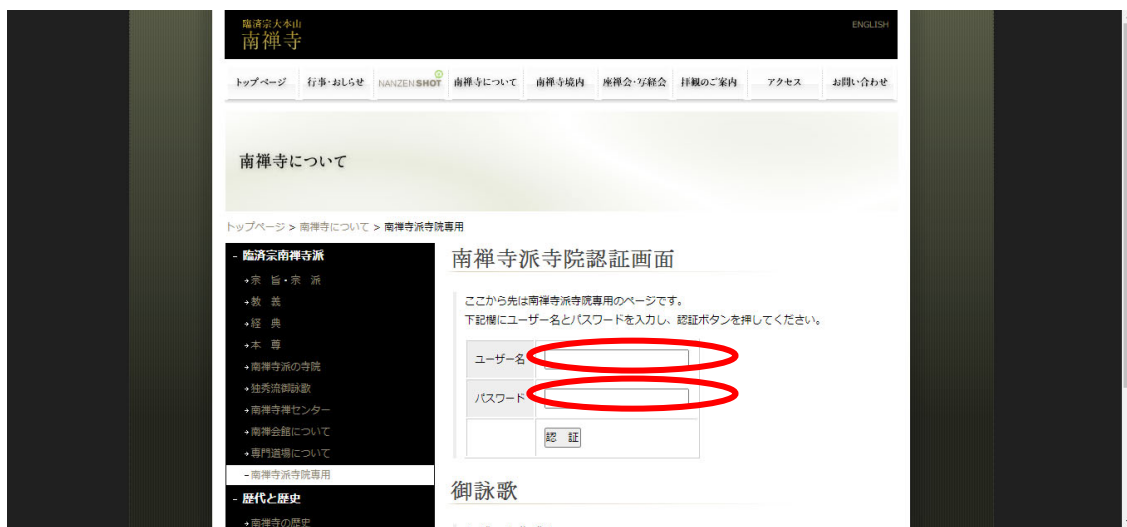 臨済宗大本山
南禅寺
ENGLISH
トップページ 行事・おしらせ NANZEN SHOT 南禅寺について 南禅寺境内 座禅会・写経会 拝観のご案内 アクセス お問い合わせ
南禅寺について
トップページ > 南禅寺について > 南禅寺派寺院専用
- 臨済宗南禅寺派
宗 旨・宗 派
教 義
経 典
本 尊
南禅寺派の寺院
独秀流御詠歌
南禅寺禅センター
南禅会館について
専門道場について
南禅寺派寺院専用
- 歴代と歴史
南禅寺の歴史
南禅寺派寺院認証画面
ここから先は南禅寺派寺院専用のページです。
下記欄にユーザー名とパスワードを入力し、認証ボタンを押してください。
ユーザー名
パスワード
認 証
御詠歌